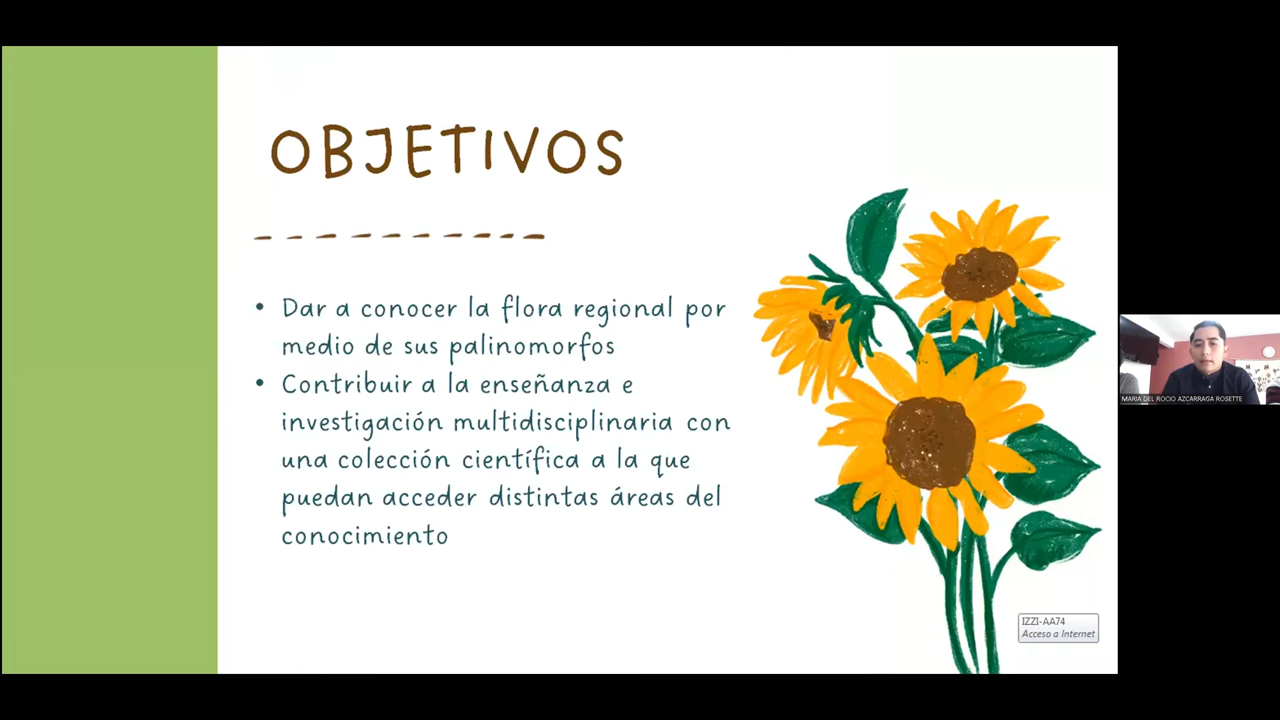 OBJETIVOS
• Dar a conocer la flora regional por
medio de sus palinomorfos
• Contribuir a la enseñanza e
investigación multidisciplinaria con
una colección científica a la que
puedan acceder distintas áreas del
conocimiento
MARIA DEL ROCIO AZCARRAGA ROSETTE
IZZI-AA74
Acceso a Internet